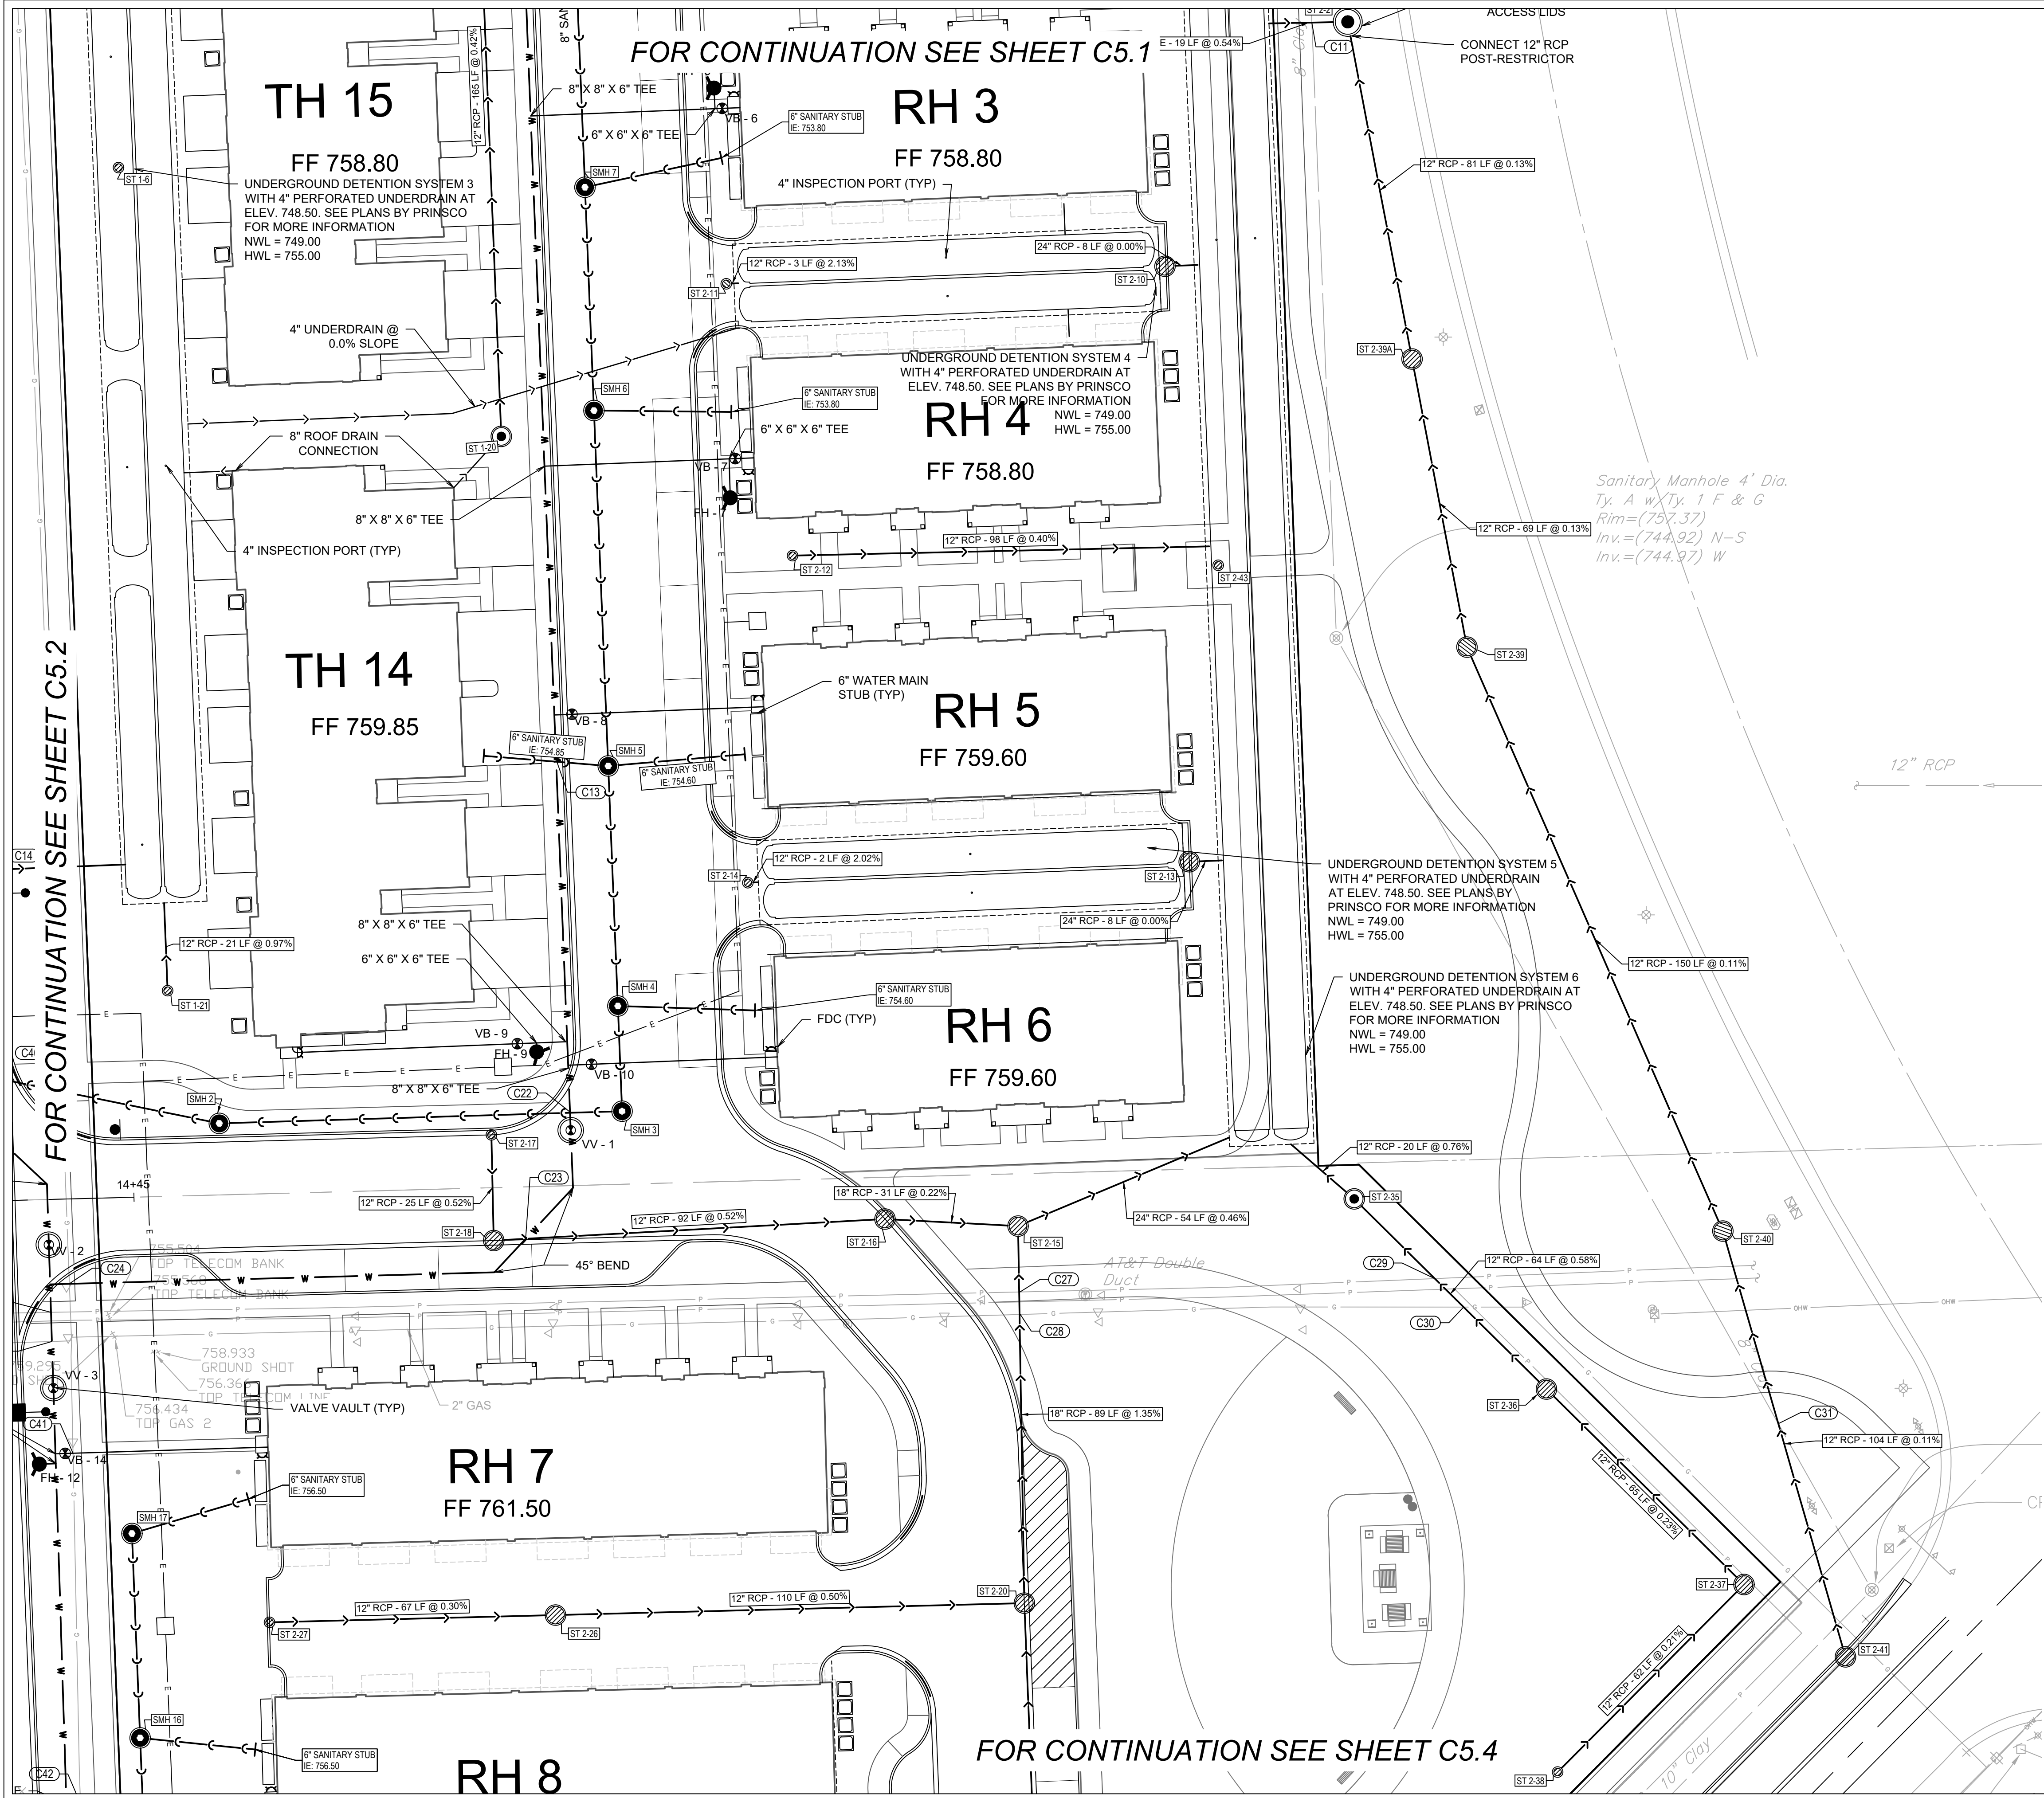 FOR CONTINUATION SEE SHEET C5.1
ACCESS LIDS
CONNECT 12" RCP
POST-RESTRICTOR
ST 2-2
C11
E - 19 LF @ 0.54%
8" Clay
8" SAN
12" RCP - 165 LF @ 0.42%
TH 15
FF 758.80
UNDERGROUND DETENTION SYSTEM 3
WITH 4" PERFORATED UNDERDRAIN AT
ELEV. 748.50. SEE PLANS BY PRINSCO
FOR MORE INFORMATION
NWL = 749.00
HWL = 755.00
ST 1-6
8" X 8" X 6" TEE
6" X 6" X 6" TEE
VB - 6
6" SANITARY STUB
IE: 753.80
SMH 7
RH 3
FF 758.80
4" INSPECTION PORT (TYP)
12" RCP - 81 LF @ 0.13%
24" RCP - 8 LF @ 0.00%
12" RCP - 3 LF @ 2.13%
ST 2-11
ST 2-10
4" UNDERDRAIN @
0.0% SLOPE
ST 2-39A
UNDERGROUND DETENTION SYSTEM 4
WITH 4" PERFORATED UNDERDRAIN AT
ELEV. 748.50. SEE PLANS BY PRINSCO
FOR MORE INFORMATION
NWL = 749.00
HWL = 755.00
SMH 6
6" SANITARY STUB
IE: 753.80
RH 4
FF 758.80
6" X 6" X 6" TEE
VB - 7
FH -
8" ROOF DRAIN
CONNECTION
ST 1-20
8" X 8" X 6" TEE
4" INSPECTION PORT (TYP)
Sanitary Manhole 4' Dia.
Ty. A w/Ty. 1 F & G
Rim=(757.37)
Inv.=(744.92) N-S
Inv.=(744.97) W
12" RCP - 69 LF @ 0.13%
12" RCP - 98 LF @ 0.40%
ST 2-12
ST 2-43
ST 2-39
FOR CONTINUATION SEE SHEET C5.2
TH 14
FF 759.85
6" WATER MAIN
STUB (TYP)
RH 5
FF 759.60
VB - 8
6" SANITARY STUB
IE: 754.85
SMH 5
6" SANITARY STUB
IE: 754.60
C13
12" RCP
C14
12" RCP - 2 LF @ 2.02%
ST 2-14
ST 2-13
24" RCP - 8 LF @ 0.00%
UNDERGROUND DETENTION SYSTEM 5
WITH 4" PERFORATED UNDERDRAIN
AT ELEV. 748.50. SEE PLANS BY
PRINSCO FOR MORE INFORMATION
NWL = 749.00
HWL = 755.00
8" X 8" X 6" TEE
6" X 6" X 6" TEE
12" RCP - 21 LF @ 0.97%
ST 1-21
12" RCP - 150 LF @ 0.11%
UNDERGROUND DETENTION SYSTEM 6
WITH 4" PERFORATED UNDERDRAIN AT
ELEV. 748.50. SEE PLANS BY PRINSCO
FOR MORE INFORMATION
NWL = 749.00
HWL = 755.00
SMH 4
6" SANITARY STUB
IE: 754.60
FDC (TYP)
RH 6
FF 759.60
VB - 9
FH - 9
VB - 10
8" X 8" X 6" TEE
C22
SMH 2
SMH 3
VV - 1
ST 2-17
14+45
C23
12" RCP - 25 LF @ 0.52%
ST 2-18
12" RCP - 92 LF @ 0.52%
18" RCP - 31 LF @ 0.22%
ST 2-16
ST 2-15
24" RCP - 54 LF @ 0.46%
12" RCP - 20 LF @ 0.76%
ST 2-35
ST 2-40
VV - 2
C24
755.504
TOP TELECOM BANK
755.568
TOP TELECOM BANK
45° BEND
AT&T Double
Duct
C27
C28
C29
12" RCP - 64 LF @ 0.58%
C30
OHW
OHW
758.933
GROUND SHOT
756.366
TOP TELECOM LINE
756.434
TOP GAS 2
VV - 3
VALVE VAULT (TYP)
2" GAS
C41
VB - 14
FH - 12
RH 7
FF 761.50
6" SANITARY STUB
IE: 756.50
SMH 17
18" RCP - 89 LF @ 1.35%
ST 2-36
C31
12" RCP - 104 LF @ 0.11%
12" RCP - 65 LF @ 0.23%
ST 2-37
12" RCP - 67 LF @ 0.30%
12" RCP - 110 LF @ 0.50%
ST 2-20
ST 2-27
ST 2-26
ST 2-41
12" RCP - 62 LF @ 0.21%
SMH 16
6" SANITARY STUB
IE: 756.50
C42
RH 8
FOR CONTINUATION SEE SHEET C5.4
ST 2-38
10" Clay